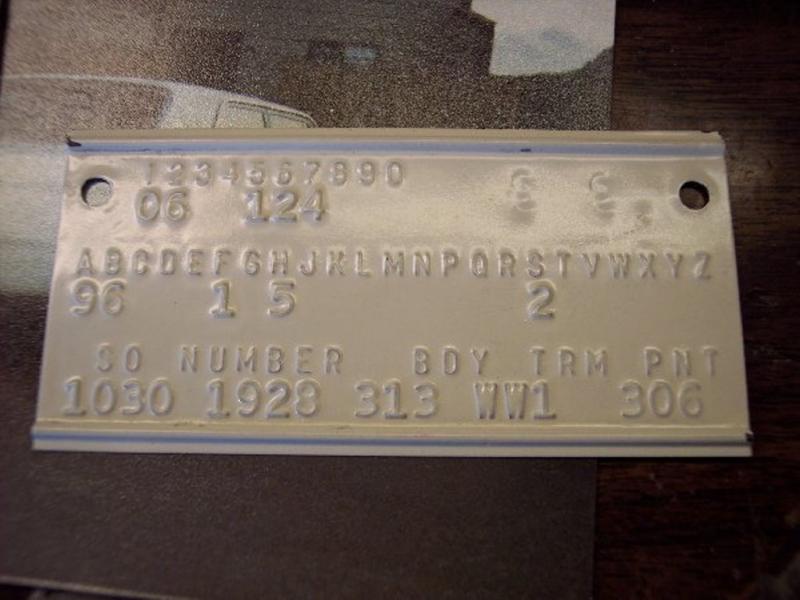 1234567890
06 124 S S
ABCDEFGHJKLMNPQRSTVWXYZ
96 1 5 2
SO NUMBER BDY TRM PNT
1030 1928 313 WW1 306